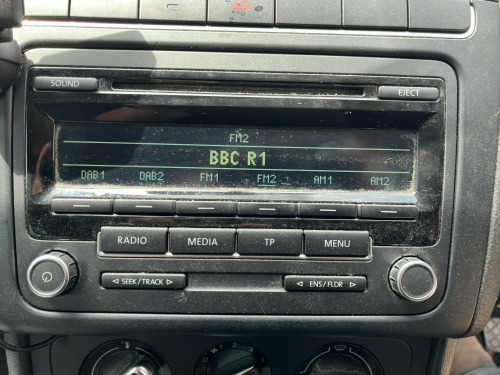 SOUND EJECT
FM2
BBC R1
DAB1 DAB2 FM1 FM2 AM1 AM2
RADIO MEDIA TP MENU
SEEK/TRACK ENS/FLDR